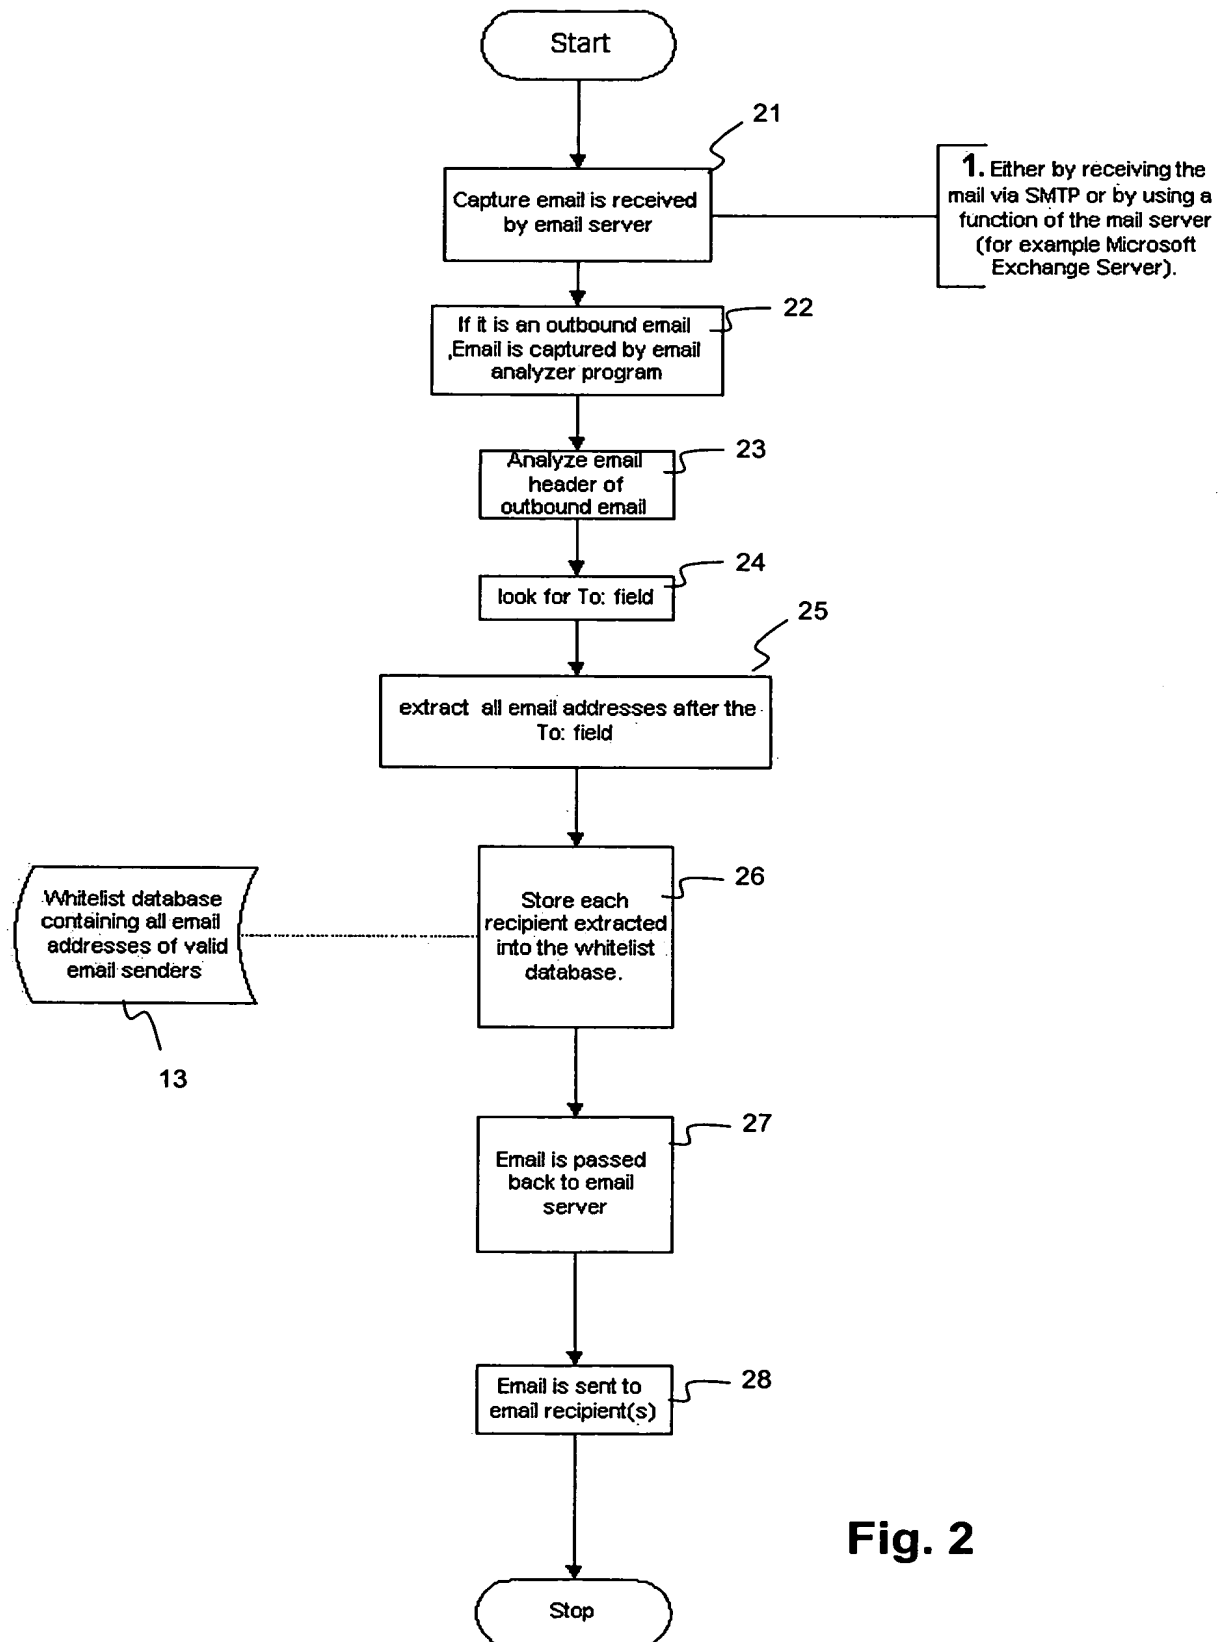 Start
21
Capture email is received
by email server
1. Either by receiving the
mail via SMTP or by using a
function of the mail server
(for example Microsoft
Exchange Server).
22
If it is an outbound email
,Email is captured by email
analyzer program
23
Analyze email
header of
outbound email
24
look for To: field
25
extract all email addresses after the
To: field
26
Store each
recipient extracted
into the whitelist
database.
Whitelist database
containing all email
addresses of valid
email senders
13
27
Email is passed
back to email
server
28
Email is sent to
email recipient(s)
Fig. 2
Stop